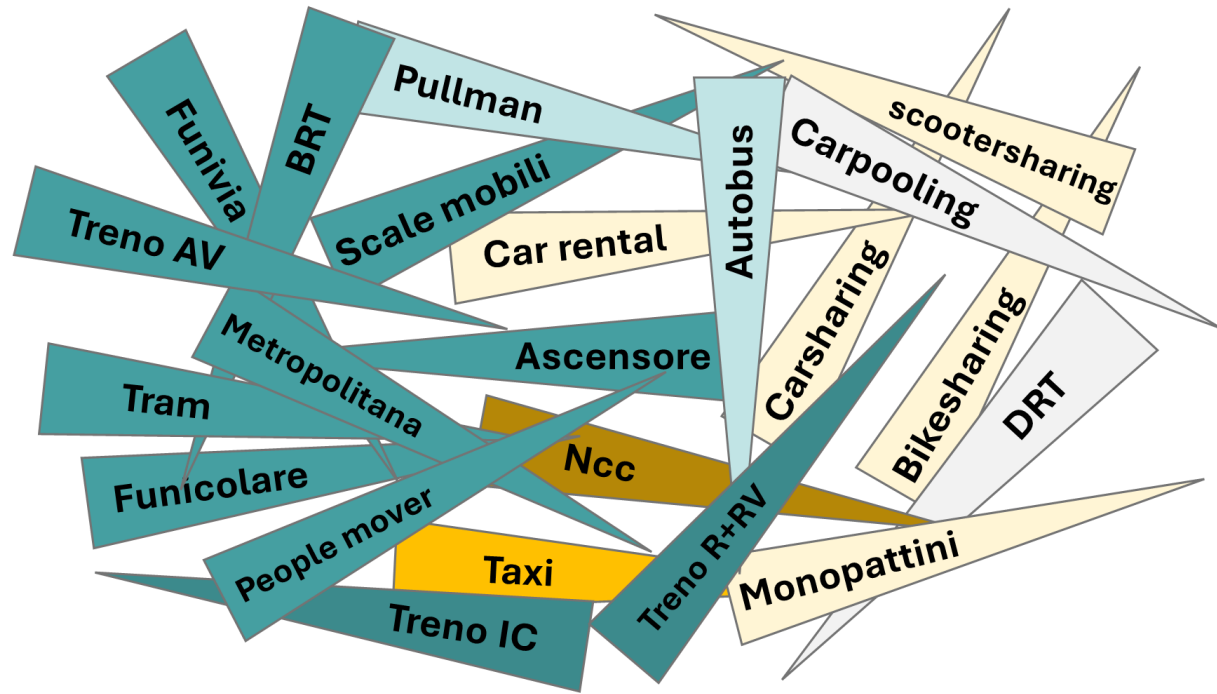 Pullman
scootersharing
Funivia
BRT
Carpooling
Scale mobili
Autobus
Treno AV
Car rental
Carsharing
Metropolitana
Ascensore
Bikesharing
Tram
DRT
Ncc
Funicolare
People mover
Treno R+RV
Taxi
Monopattini
Treno IC